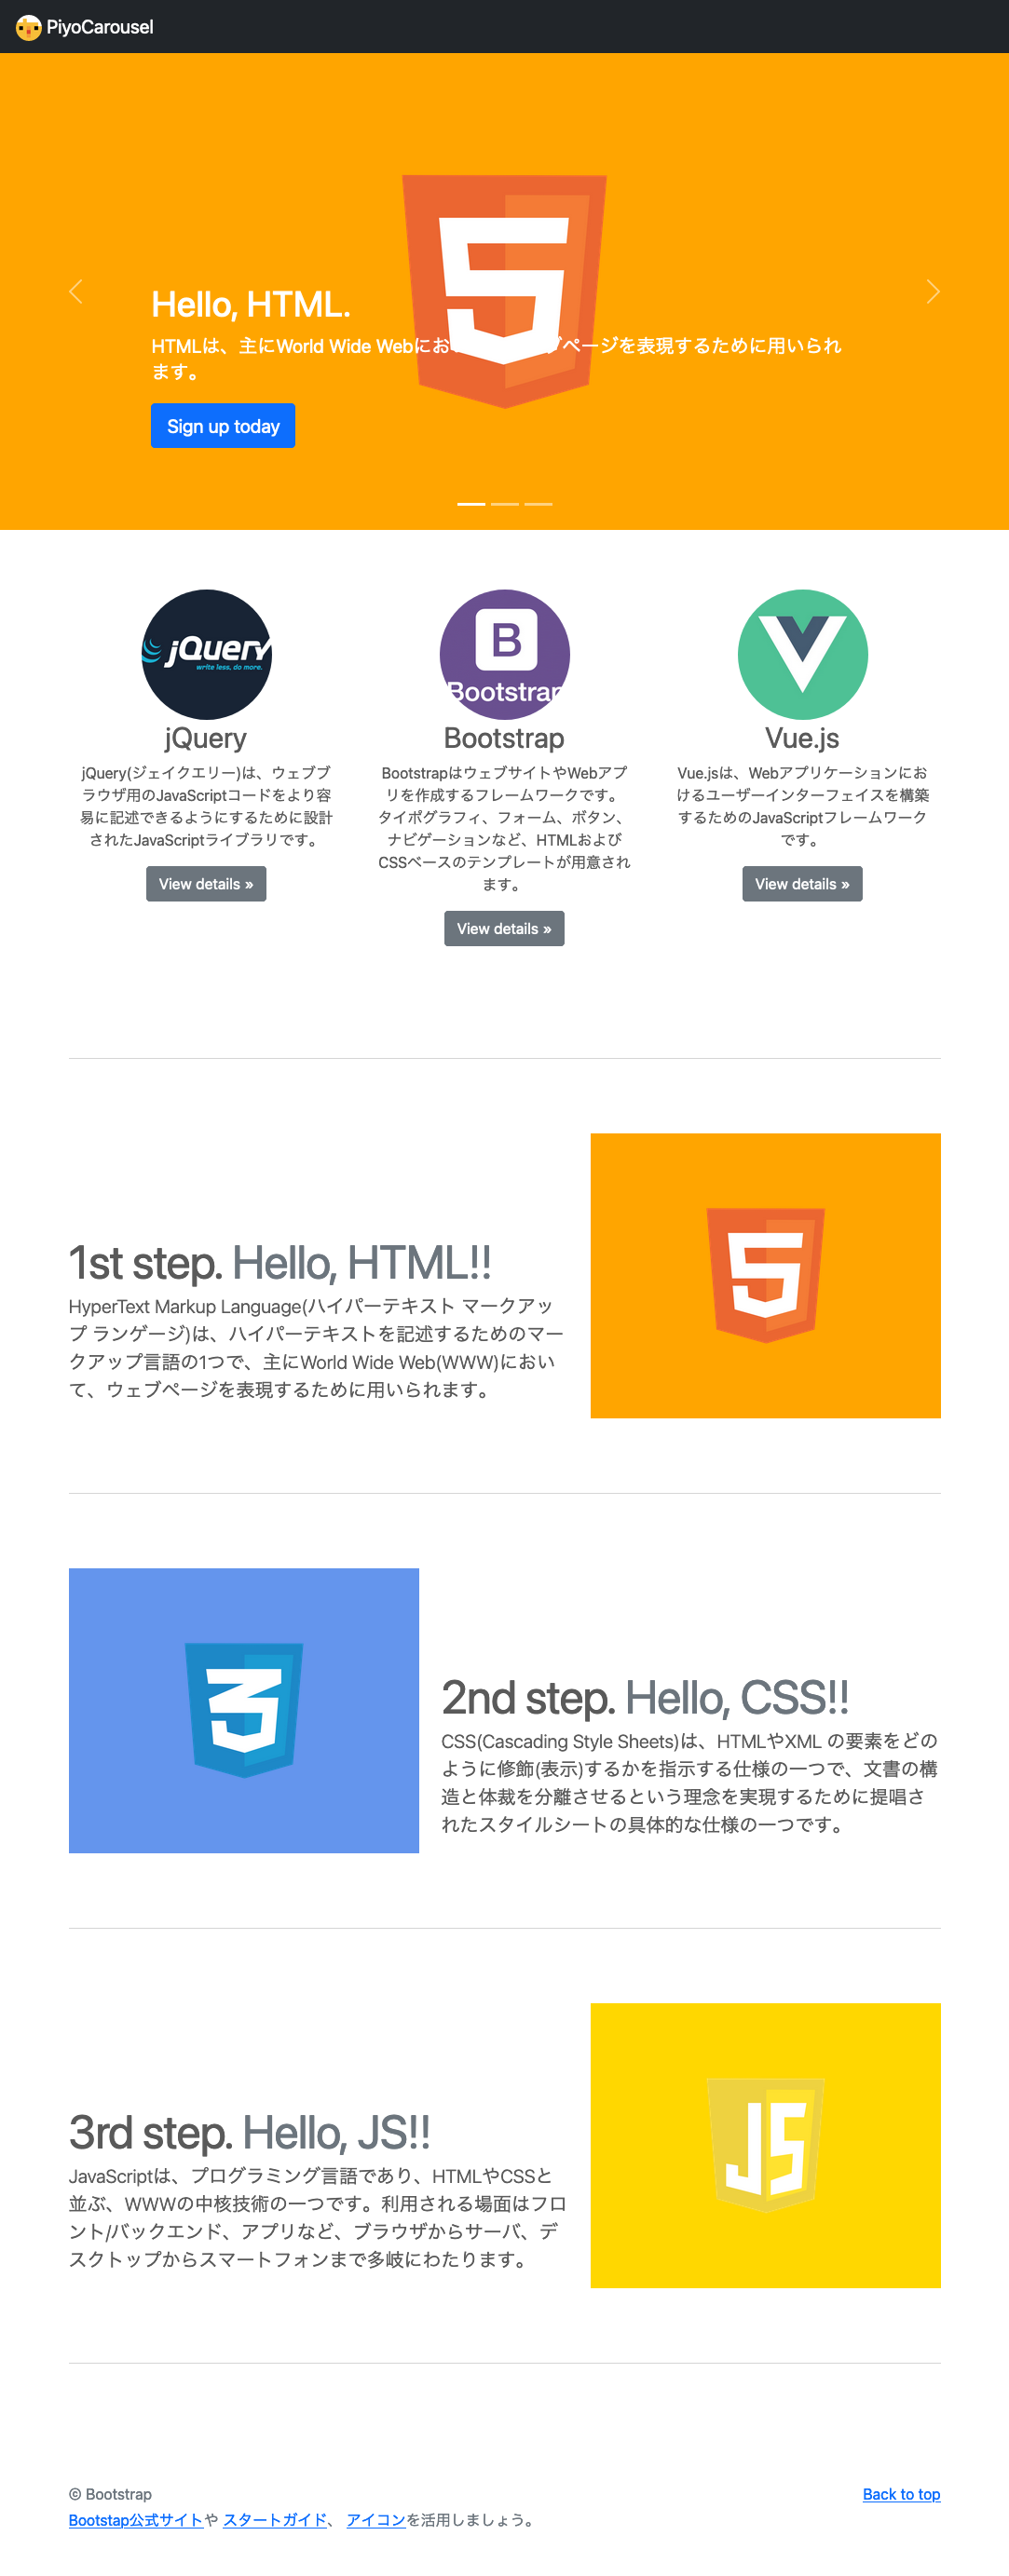 PiyoCarousel
Hello, HTML.
HTMLは、主にWorld Wide Webにお ブページを表現するために用いられ
ます。
Sign up today
jQuery
write less, do more.
B
Bootstrap
jQuery
jQuery(ジェイクエリー)は、ウェブブ
ラウザ用のJavaScriptコードをより容
易に記述できるようにするために設計
されたJavaScriptライブラリです。
View details »
Bootstrap
BootstrapはウェブサイトやWebアプ
リを作成するフレームワークです。
タイポグラフィ、フォーム、ボタン、
ナビゲーションなど、HTMLおよび
CSSベースのテンプレートが用意され
ます。
View details »
Vue.js
Vue.jsは、Webアプリケーションにお
けるユーザーインターフェイスを構築
するためのJavaScriptフレームワーク
です。
View details »
1st step. Hello, HTML!!
HyperText Markup Language(ハイパーテキスト マークアッ
プ ランゲージ)は、ハイパーテキストを記述するためのマー
クアップ言語の1つで、主にWorld Wide Web(WWW)におい
て、ウェブページを表現するために用いられます。
5
3
2nd step. Hello, CSS!!
CSS(Cascading Style Sheets)は、HTMLやXML の要素をどの
ように修飾(表示)するかを指示する仕様の一つで、文書の構
造と体裁を分離させるという理念を実現するために提唱さ
れたスタイルシートの具体的な仕様の一つです。
3rd step. Hello, JS!!
JavaScriptは、プログラミング言語であり、HTMLやCSSと
並ぶ、WWWの中核技術の一つです。利用される場面はフロ
ント/バックエンド、アプリなど、ブラウザからサーバ、デ
スクトップからスマートフォンまで多岐にわたります。
JS
© Bootstrap
Back to top
Bootstap公式サイトや スタートガイド、 アイコンを活用しましょう。